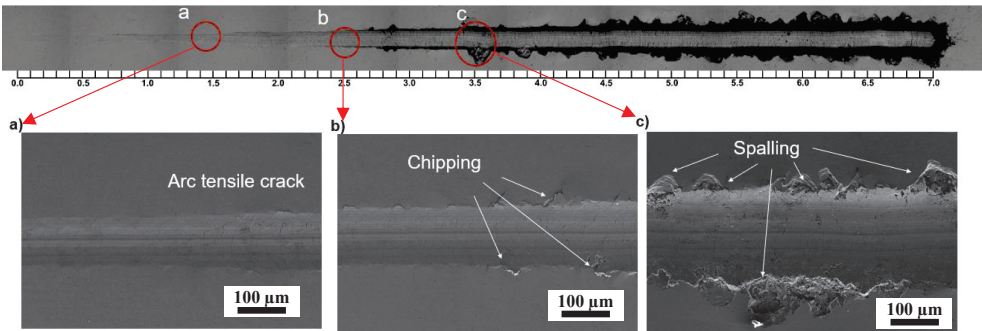 a
b
c
0.0 0.5 1.0 1.5 2.0 2.5 3.0 3.5 4.0 4.5 5.0 5.5 6.0 6.5 7.0
a)
b)
c)
Arc tensile crack
Chipping
Spalling
100 µm
100 µm
100 µm